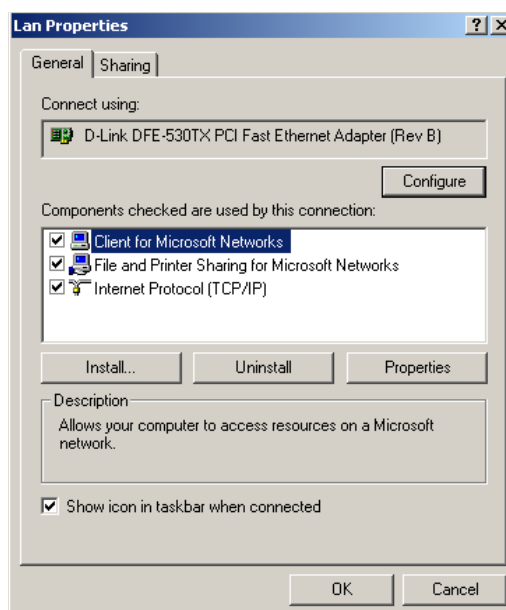 Lan Properties
General
Sharing
Connect using:
D-Link DFE-530TX PCI Fast Ethernet Adapter (Rev B)
Configure
Components checked are used by this connection:
Client for Microsoft Networks
File and Printer Sharing for Microsoft Networks
Internet Protocol (TCP/IP)
Install...
Uninstall
Properties
Description
Allows your computer to access resources on a Microsoft
network.
Show icon in taskbar when connected
OK
Cancel